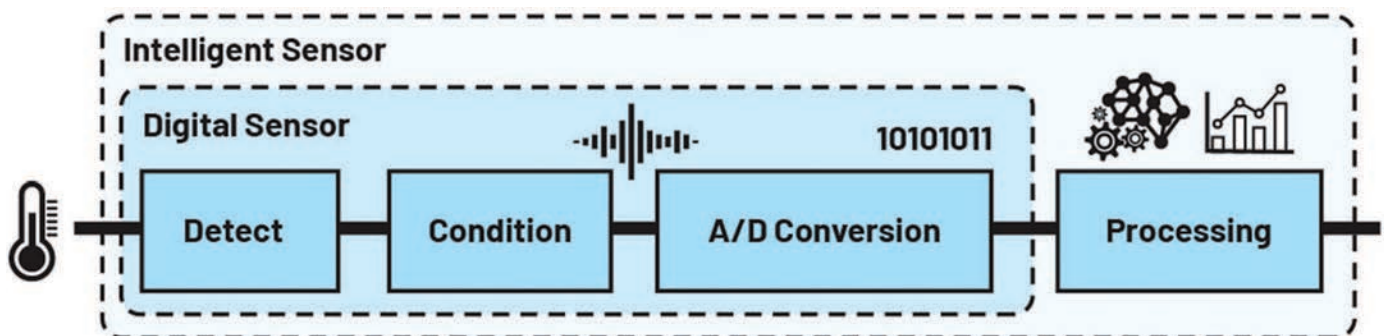 Intelligent Sensor
Digital Sensor
10101011
Detect
Condition
A/D Conversion
Processing